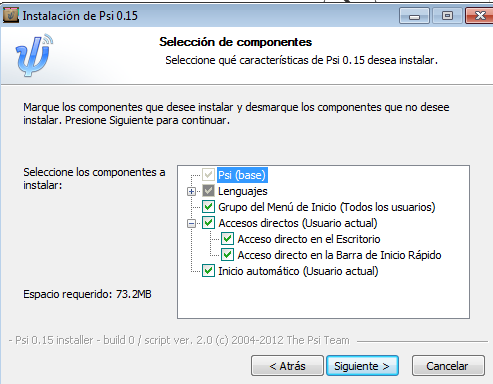 Instalación de Psi 0.15
Selección de componentes
Seleccione qué características de Psi 0.15 desea instalar.
Marque los componentes que desee instalar y desmarque los componentes que no desee
instalar. Presione Siguiente para continuar.
Seleccione los componentes a
instalar:
Psi (base)
Lenguajes
Grupo del Menú de Inicio (Todos los usuarios)
Accesos directos (Usuario actual)
Acceso directo en el Escritorio
Acceso directo en la Barra de Inicio Rápido
Inicio automático (Usuario actual)
Espacio requerido: 73.2MB
Psi 0.15 installer - build 0 / script ver. 2.0 (c) 2004-2012 The Psi Team
< Atrás
Siguiente >
Cancelar